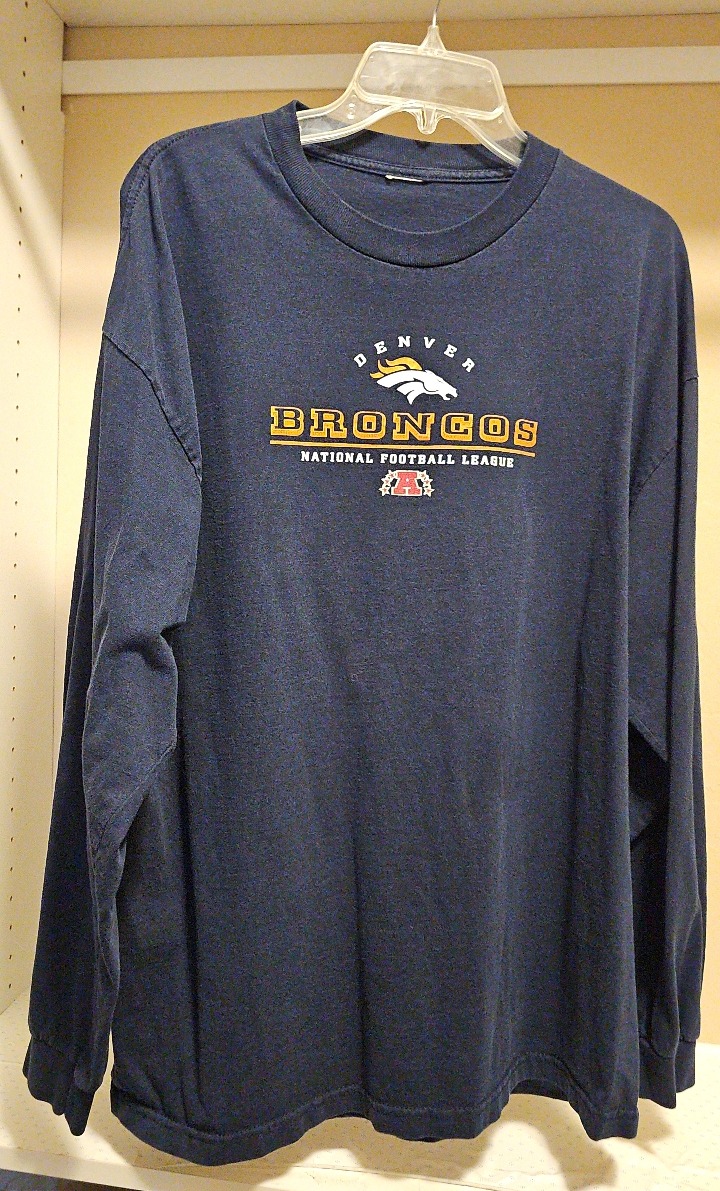 DENVER
BRONCOS
NATIONAL FOOTBALL LEAGUE
A